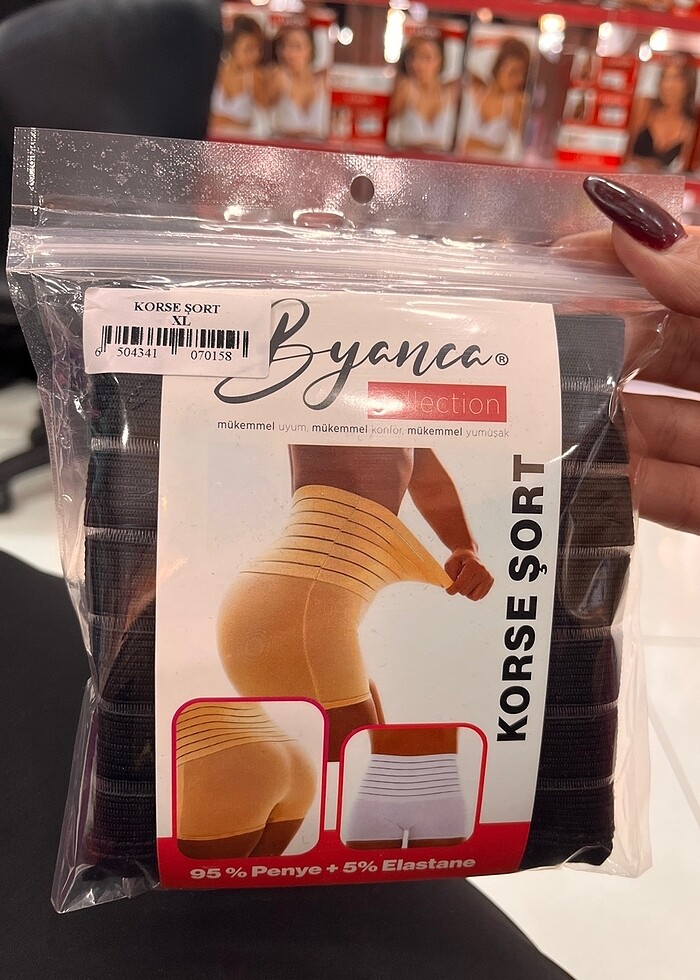 KORSE ŞORT
XL
6 504341 070158
Byanca®
Collection
mükemmel uyum, mükemmel konfor, mükemmel yumuşak
KORSE ŞORT
95 % Penye + 5% Elastane